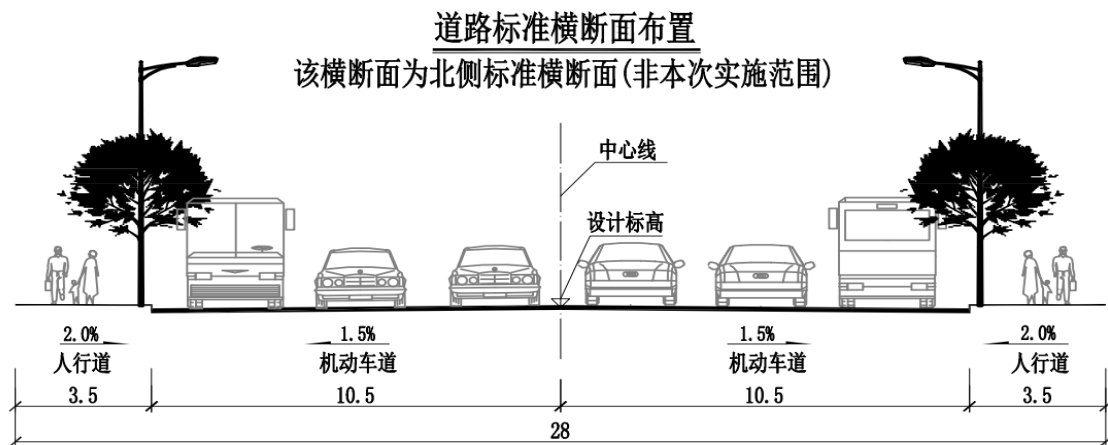 道路标准横断面布置
该横断面为北侧标准横断面(非本次实施范围)
中心线
设计标高
2.0% 1.5% 1.5% 2.0%
人行道 机动车道 机动车道 人行道
3.5 10.5 10.5 3.5
28